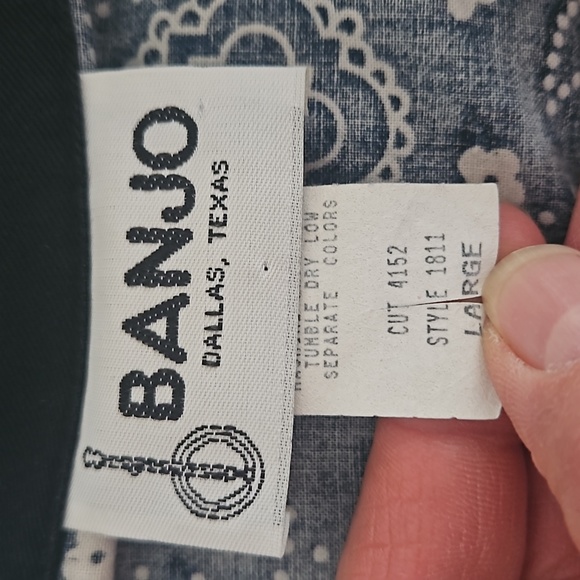 BANJO
DALLAS, TEXAS
TUMBLE DRY LOW
SEPARATE COLORS
CUT 4152
STYLE 1811
LARGE